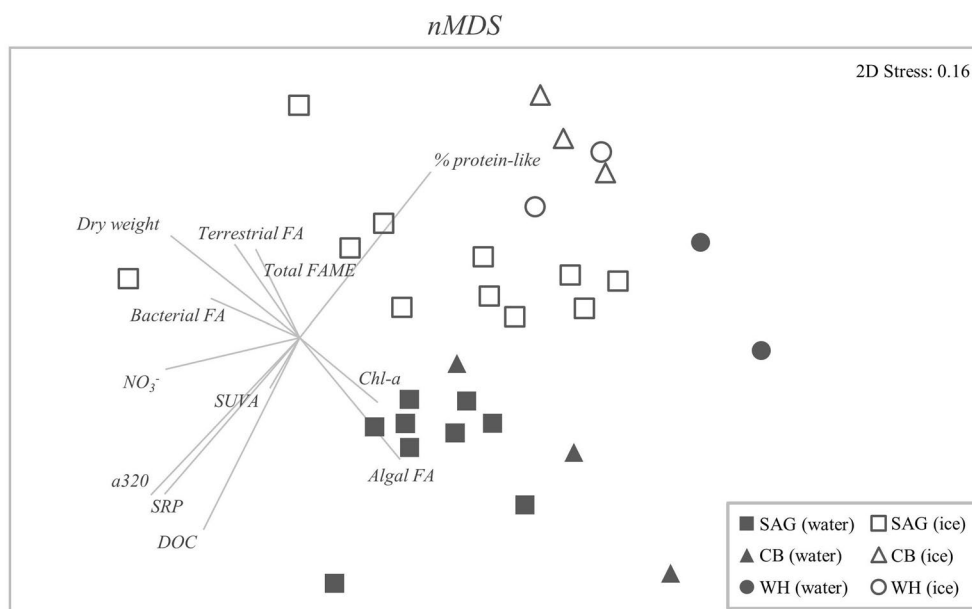 nMDS
2D Stress: 0.16
% protein-like
Dry weight
Terrestrial FA
Total FAME
Bacterial FA
NO₃⁻
Chl-a
SUVA
Algal FA
a320
SRP
DOC
SAG (water) SAG (ice)
CB (water) CB (ice)
WH (water) WH (ice)